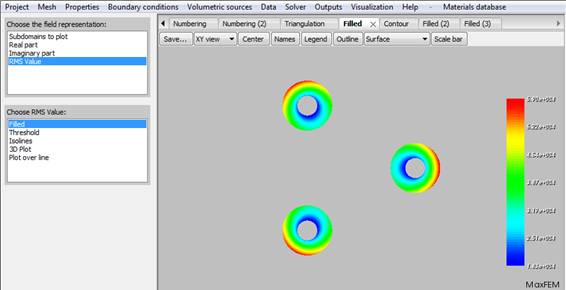 Project Mesh Properties Boundary conditions Volumetric sources Data Solver Outputs Visualization Help - Materials database
Choose the field representation:
Subdomains to plot
Real part
Imaginary part
RMS Value
Choose RMS Value:
Filled
Threshold
Isolines
3D Plot
Plot over line
Numbering Numbering (2) Triangulation Filled Contour Filled (2) Filled (3)
Save... XY view Center Names Legend Outline Surface Scale bar
5.90e+004
5.22e+004
3.87e+004
3.19e+004
2.51e+004
1.83e+004
MaxFEM